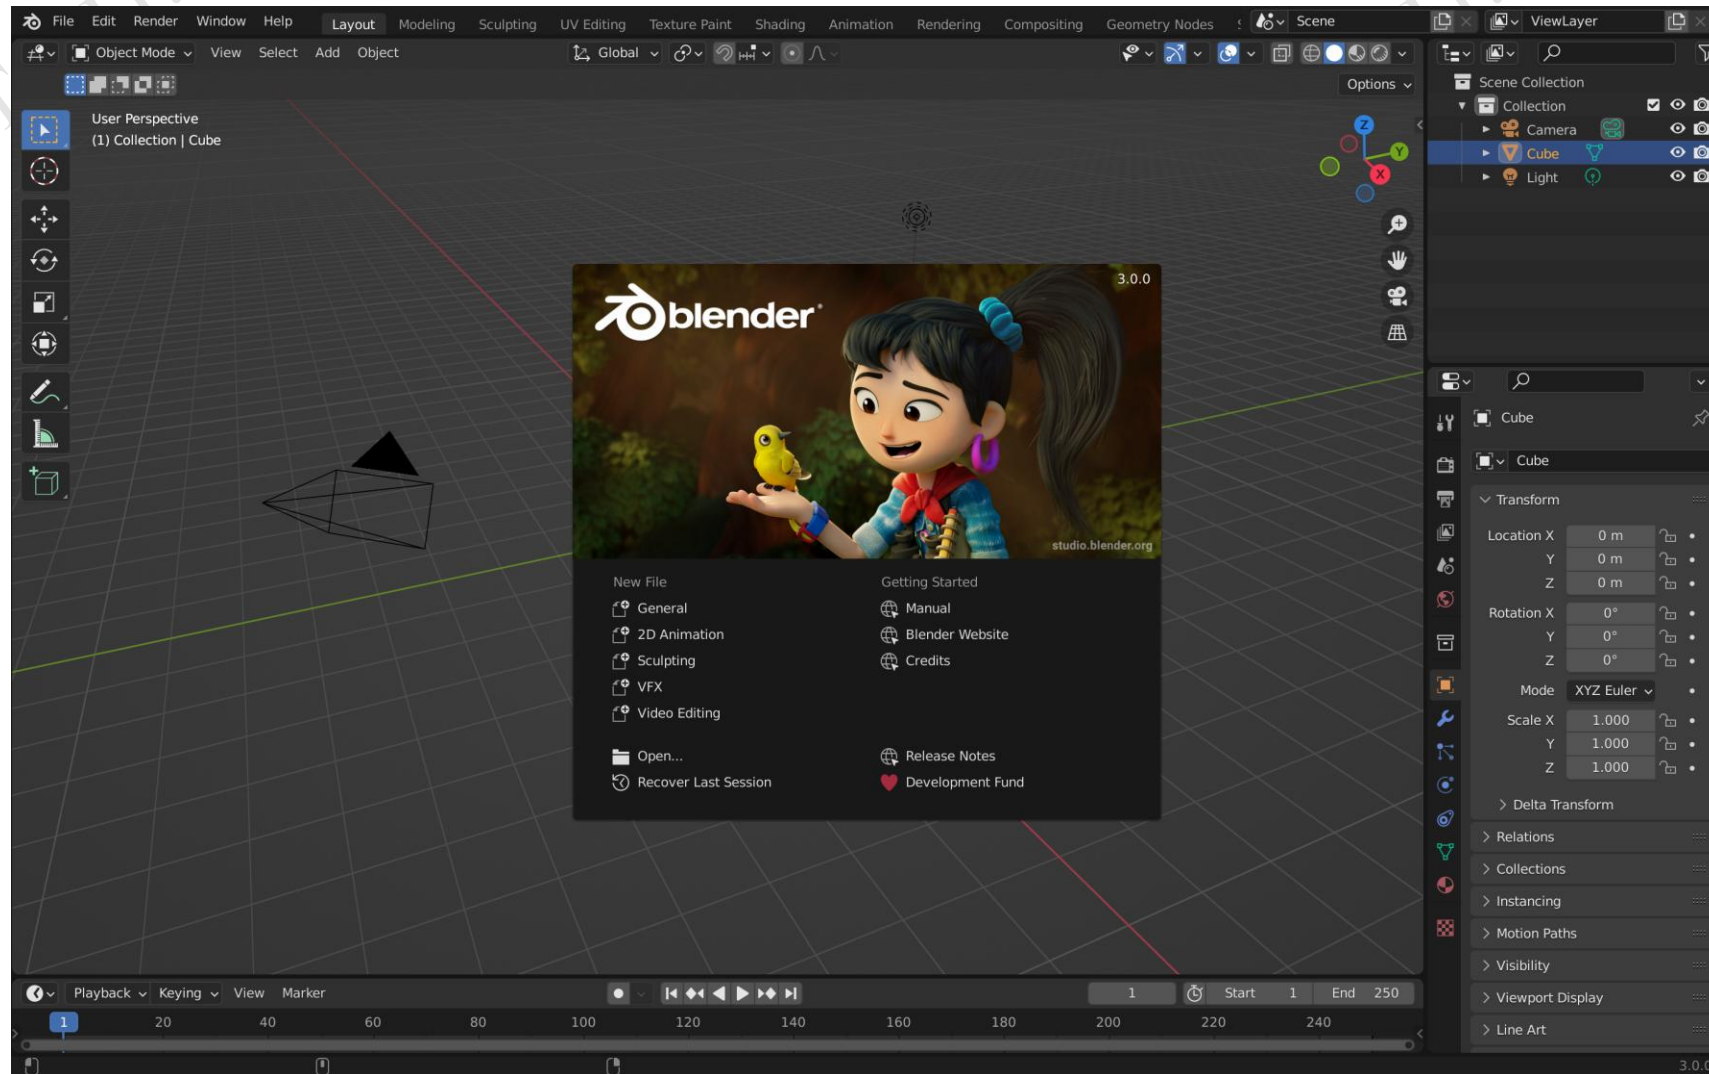 File Edit Render Window Help Layout Modeling Sculpting UV Editing Texture Paint Shading Animation Rendering Compositing Geometry Nodes Scene ViewLayer
Object Mode View Select Add Object Global
Options
User Perspective
(1) Collection | Cube
Z
Y
X
Scene Collection
Collection
Camera
Cube
Light
3.0.0
blender
studio.blender.org
New File
General
2D Animation
Sculpting
VFX
Video Editing
Open...
Recover Last Session
Getting Started
Manual
Blender Website
Credits
Release Notes
Development Fund
Cube
Cube
Transform
Location X 0 m
Y 0 m
Z 0 m
Rotation X 0°
Y 0°
Z 0°
Mode XYZ Euler
Scale X 1.000
Y 1.000
Z 1.000
Delta Transform
Relations
Collections
Instancing
Motion Paths
Visibility
Viewport Display
Line Art
Playback Keying View Marker 1 Start 1 End 250
1 20 40 60 80 100 120 140 160 180 200 220 240
3.0.0